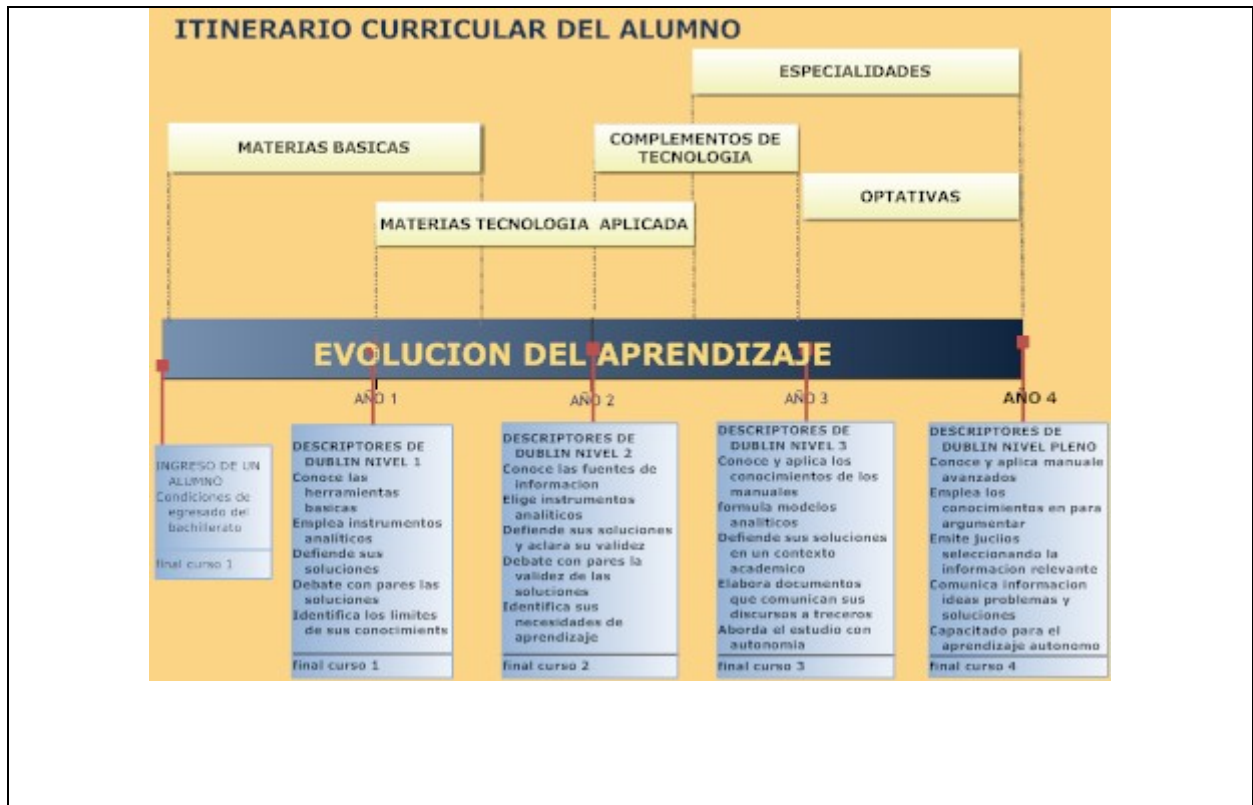 ITINERARIO CURRICULAR DEL ALUMNO
ESPECIALIDADES
MATERIAS BASICAS
COMPLEMENTOS DE
TECNOLOGIA
OPTATIVAS
MATERIAS TECNOLOGIA APLICADA
EVOLUCION DEL APRENDIZAJE
AÑO 1
AÑO 2
AÑO 3
AÑO 4
INGRESO DE UN
ALUMNO
Condiciones de
egresado del
bachillerato
final curso 1
DESCRIPTORES DE
DUBLIN NIVEL 1
Conoce las
herramientas
basicas
Emplea instrumentos
analiticos
Defiende sus
soluciones
Debate con pares las
soluciones
Identifica los limites
de sus conocimients
final curso 1
DESCRIPTORES DE
DUBLIN NIVEL 2
Conoce las fuentes de
informacion
Elige instrumentos
analiticos
Defiende sus soluciones
y aclara su validez
Debate con pares la
validez de las
soluciones
Identifica sus
necesidades de
aprendizaje
final curso 2
DESCRIPTORES DE
DUBLIN NIVEL 3
Conoce y aplica los
conocimientos de los
manuales
formula modelos
analiticos
Defiende sus soluciones
en un contexto
academico
Elabora documentos
que comunican sus
discursos a treceros
Aborda el estudio con
autonomia
final curso 3
DESCRIPTORES DE
DUBLIN NIVEL PLENO
Conoce y aplica manuale
avanzados
Emplea los
conocimientos en para
argumentar
Emite juciios
seleccionando la
informacion relevante
Comunica informacion
ideas problemas y
soluciones
Capacitado para el
aprendizaje autonomo
final curso 4